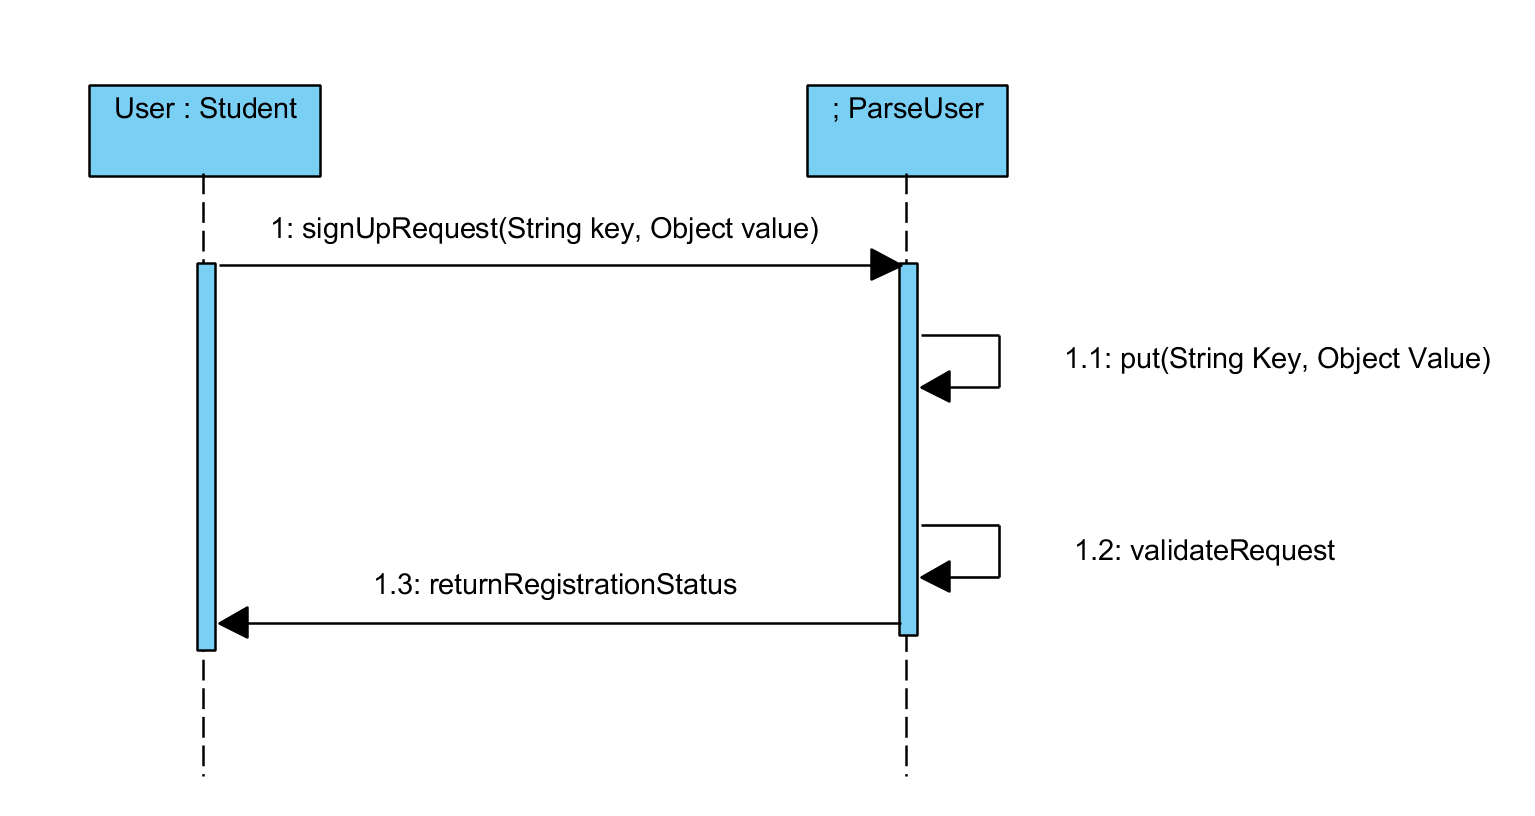 User : Student
; ParseUser
1: signUpRequest(String key, Object value)
1.1: put(String Key, Object Value)
1.2: validateRequest
1.3: returnRegistrationStatus